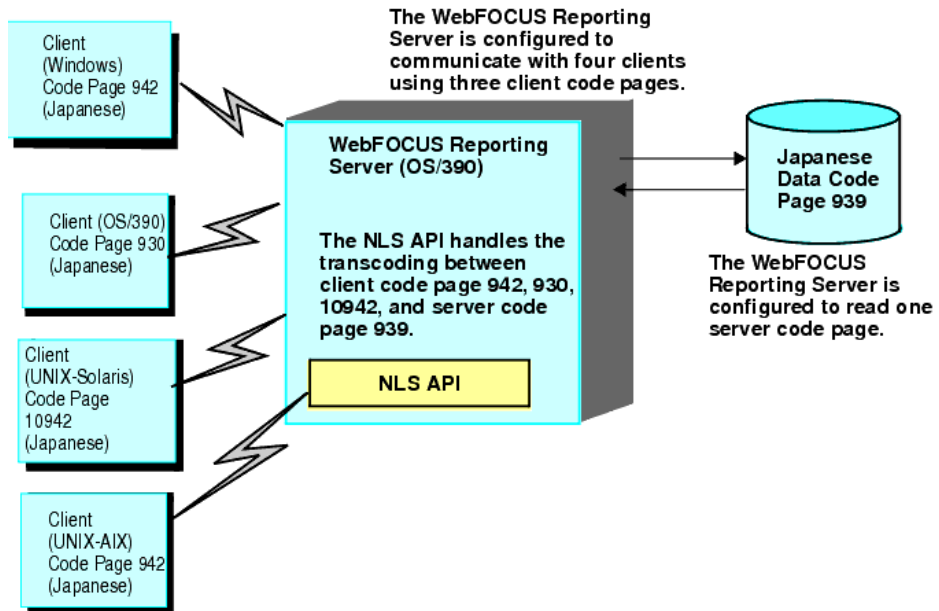 The WebFOCUS Reporting
Server is configured to
communicate with four clients
using three client code pages.
Client
(Windows)
Code Page 942
(Japanese)
Client (OS/390)
Code Page 930
(Japanese)
Client
(UNIX-Solaris)
Code Page
10942
(Japanese)
Client
(UNIX-AIX)
Code Page 942
(Japanese)
WebFOCUS Reporting
Server (OS/390)
The NLS API handles the
transcoding between
client code page 942, 930,
10942, and server code
page 939.
NLS API
Japanese
Data Code
Page 939
The WebFOCUS
Reporting Server is
configured to read one
server code page.